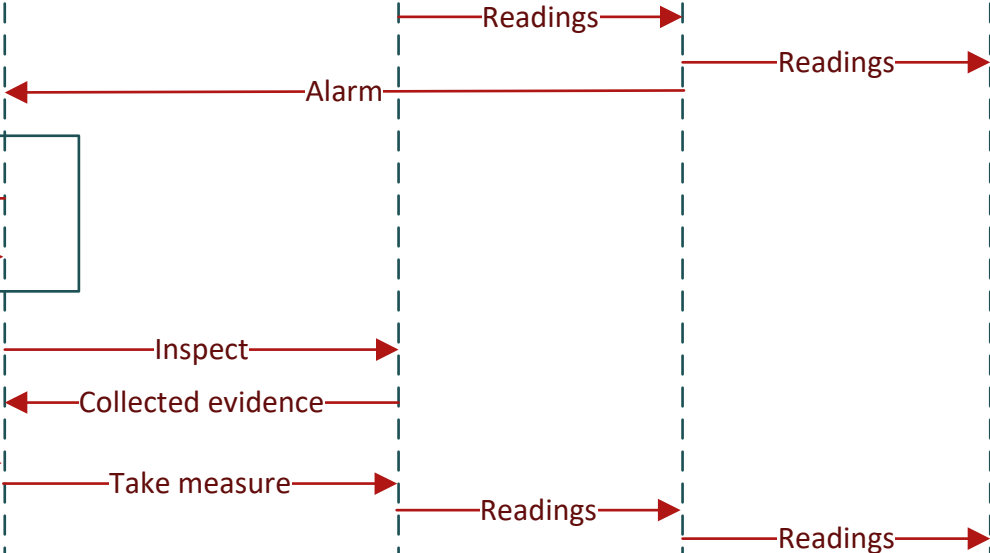 Readings
Readings
Alarm
Inspect
Collected evidence
Take measure
Readings
Readings